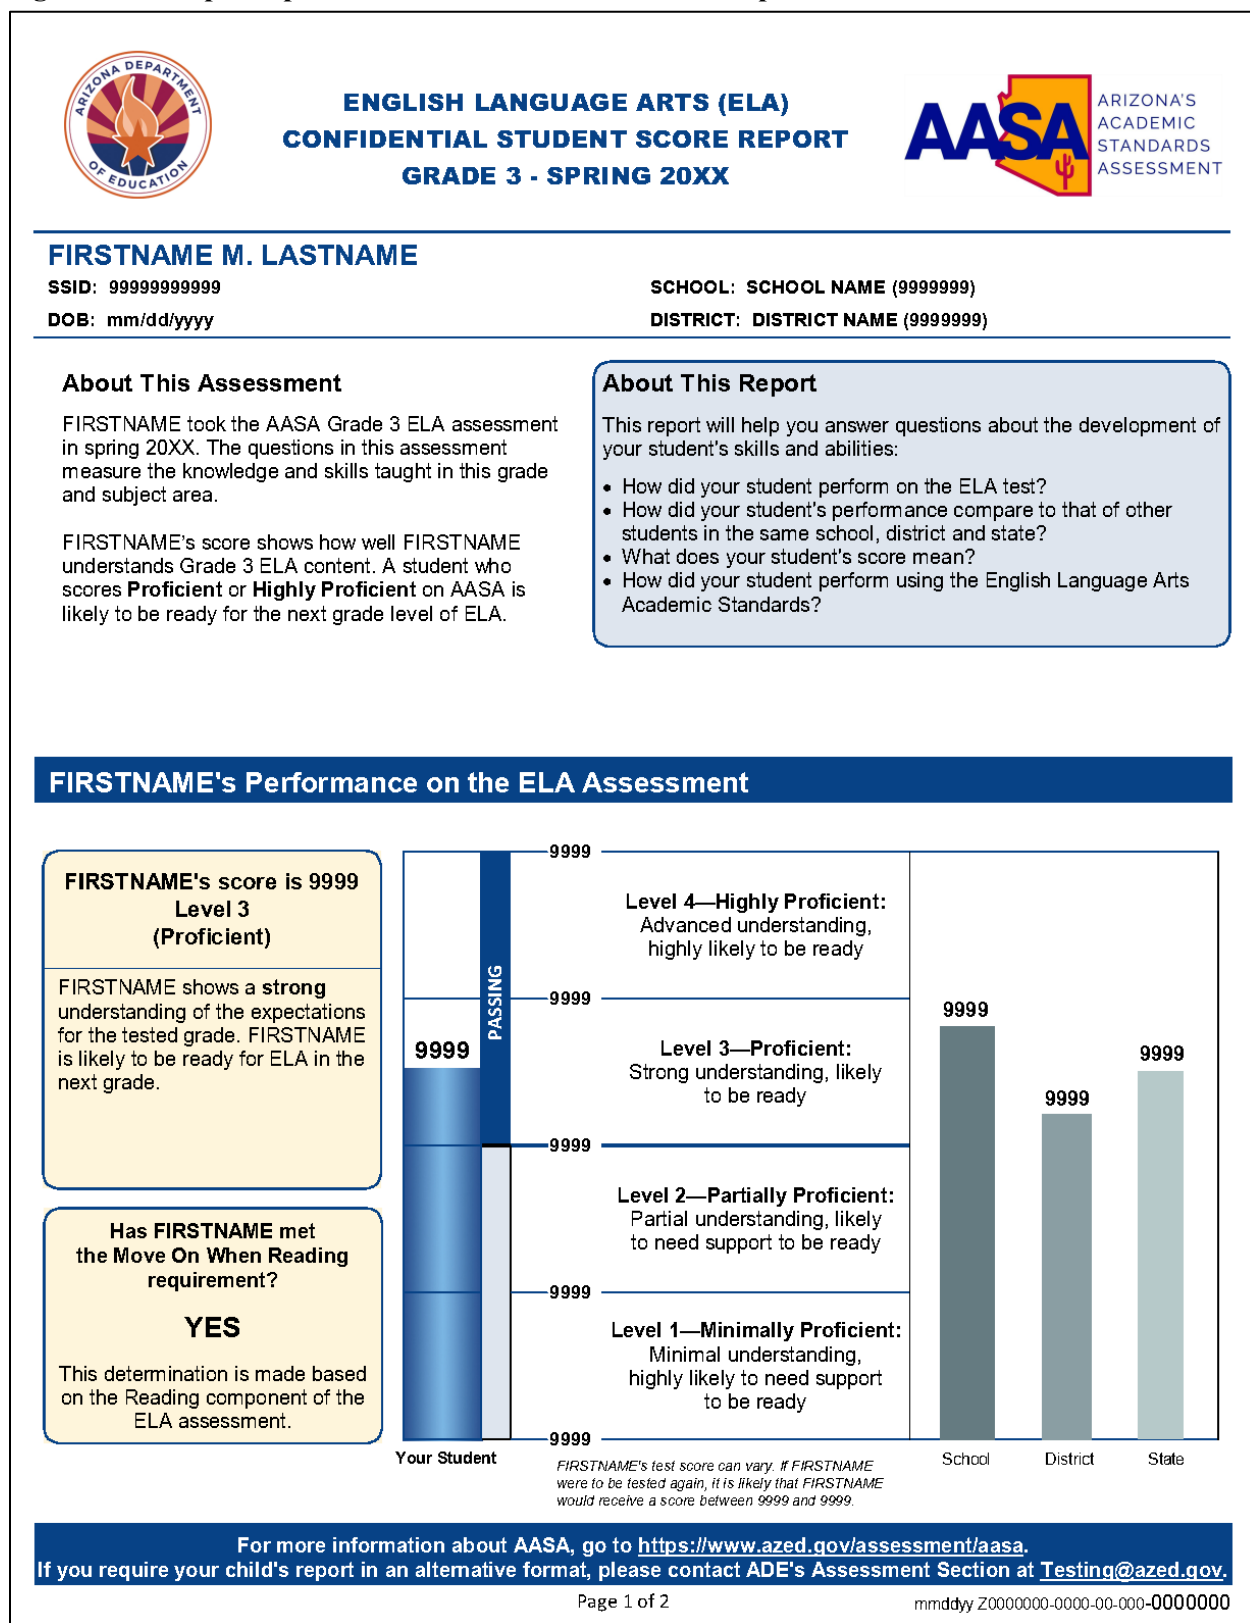 ARIZONA DEPARTMENT
OF EDUCATION
ENGLISH LANGUAGE ARTS (ELA)
CONFIDENTIAL STUDENT SCORE REPORT
GRADE 3 - SPRING 20XX
AASA
ARIZONA'S
ACADEMIC
STANDARDS
ASSESSMENT
FIRSTNAME M. LASTNAME
SSID: 99999999999
DOB: mm/dd/yyyy
SCHOOL: SCHOOL NAME (9999999)
DISTRICT: DISTRICT NAME (9999999)
About This Assessment
FIRSTNAME took the AASA Grade 3 ELA assessment
in spring 20XX. The questions in this assessment
measure the knowledge and skills taught in this grade
and subject area.
FIRSTNAME's score shows how well FIRSTNAME
understands Grade 3 ELA content. A student who
scores Proficient or Highly Proficient on AASA is
likely to be ready for the next grade level of ELA.
About This Report
This report will help you answer questions about the development of
your student's skills and abilities:
• How did your student perform on the ELA test?
• How did your student's performance compare to that of other
students in the same school, district and state?
• What does your student's score mean?
• How did your student perform using the English Language Arts
Academic Standards?
FIRSTNAME's Performance on the ELA Assessment
FIRSTNAME's score is 9999
Level 3
(Proficient)
FIRSTNAME shows a strong
understanding of the expectations
for the tested grade. FIRSTNAME
is likely to be ready for ELA in the
next grade.
Has FIRSTNAME met
the Move On When Reading
requirement?
YES
This determination is made based
on the Reading component of the
ELA assessment.
9999
PASSING
Your Student
9999
Level 4—Highly Proficient:
Advanced understanding,
highly likely to be ready
9999
Level 3—Proficient:
Strong understanding, likely
to be ready
9999
Level 2—Partially Proficient:
Partial understanding, likely
to need support to be ready
9999
Level 1—Minimally Proficient:
Minimal understanding,
highly likely to need support
to be ready
9999
FIRSTNAME's test score can vary. If FIRSTNAME
were to be tested again, it is likely that FIRSTNAME
would receive a score between 9999 and 9999.
9999
9999
9999
School District State
For more information about AASA, go to https://www.azed.gov/assessment/aasa.
If you require your child's report in an alternative format, please contact ADE's Assessment Section at Testing@azed.gov.
Page 1 of 2
mmddyy Z0000000-0000-00-000-0000000